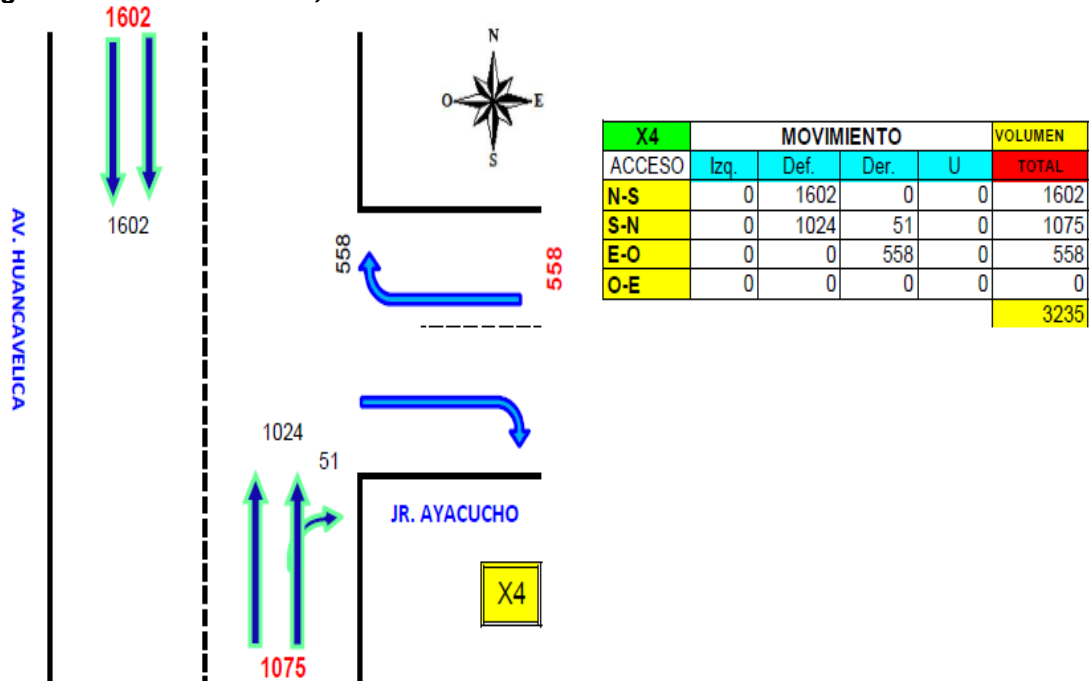 1602
N
O
E
S
1602
AV. HUANCAVELICA
558
558
1024
51
JR. AYACUCHO
X4
1075
X4 MOVIMIENTO VOLUMEN
ACCESO Izq. Def. Der. U TOTAL
N-S 0 1602 0 0 1602
S-N 0 1024 51 0 1075
E-O 0 0 558 0 558
O-E 0 0 0 0 0
3235